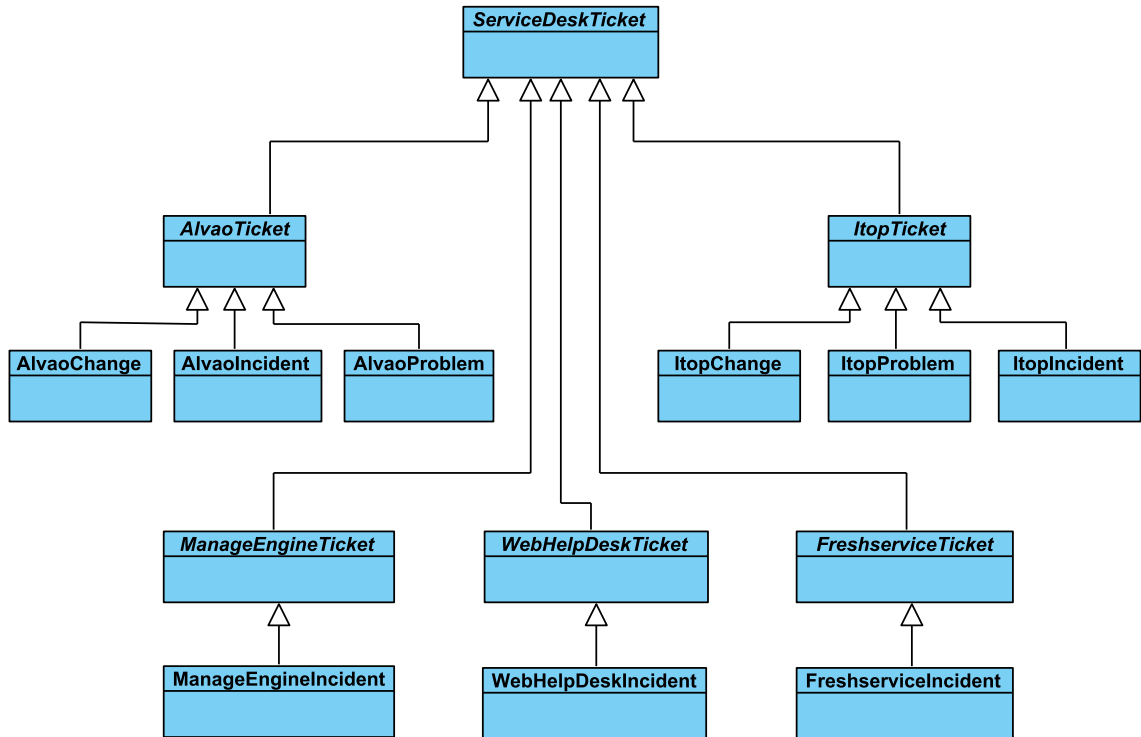 ServiceDeskTicket
AlvaoTicket
ItopTicket
AlvaoChange
AlvaoIncident
AlvaoProblem
ItopChange
ItopProblem
ItopIncident
ManageEngineTicket
WebHelpDeskTicket
FreshserviceTicket
ManageEngineIncident
WebHelpDeskIncident
FreshserviceIncident